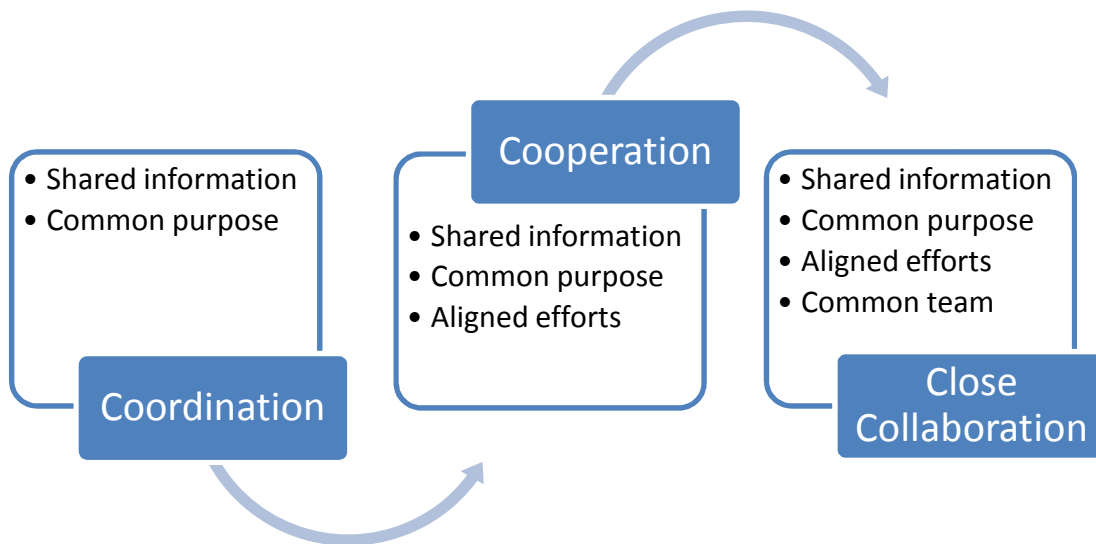 • Shared information
• Common purpose
Coordination
Cooperation
• Shared information
• Common purpose
• Aligned efforts
• Shared information
• Common purpose
• Aligned efforts
• Common team
Close
Collaboration